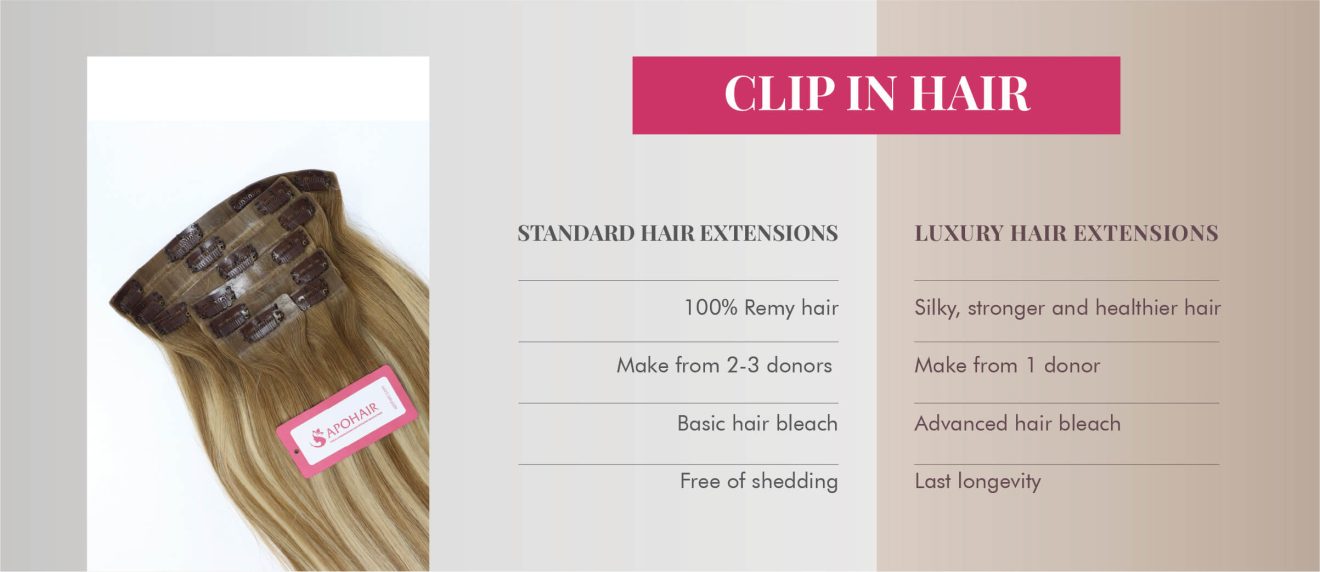 CLIP IN HAIR
STANDARD HAIR EXTENSIONS
100% Remy hair
Make from 2-3 donors
Basic hair bleach
Free of shedding
LUXURY HAIR EXTENSIONS
Silky, stronger and healthier hair
Make from 1 donor
Advanced hair bleach
Last longevity
APOHAIR